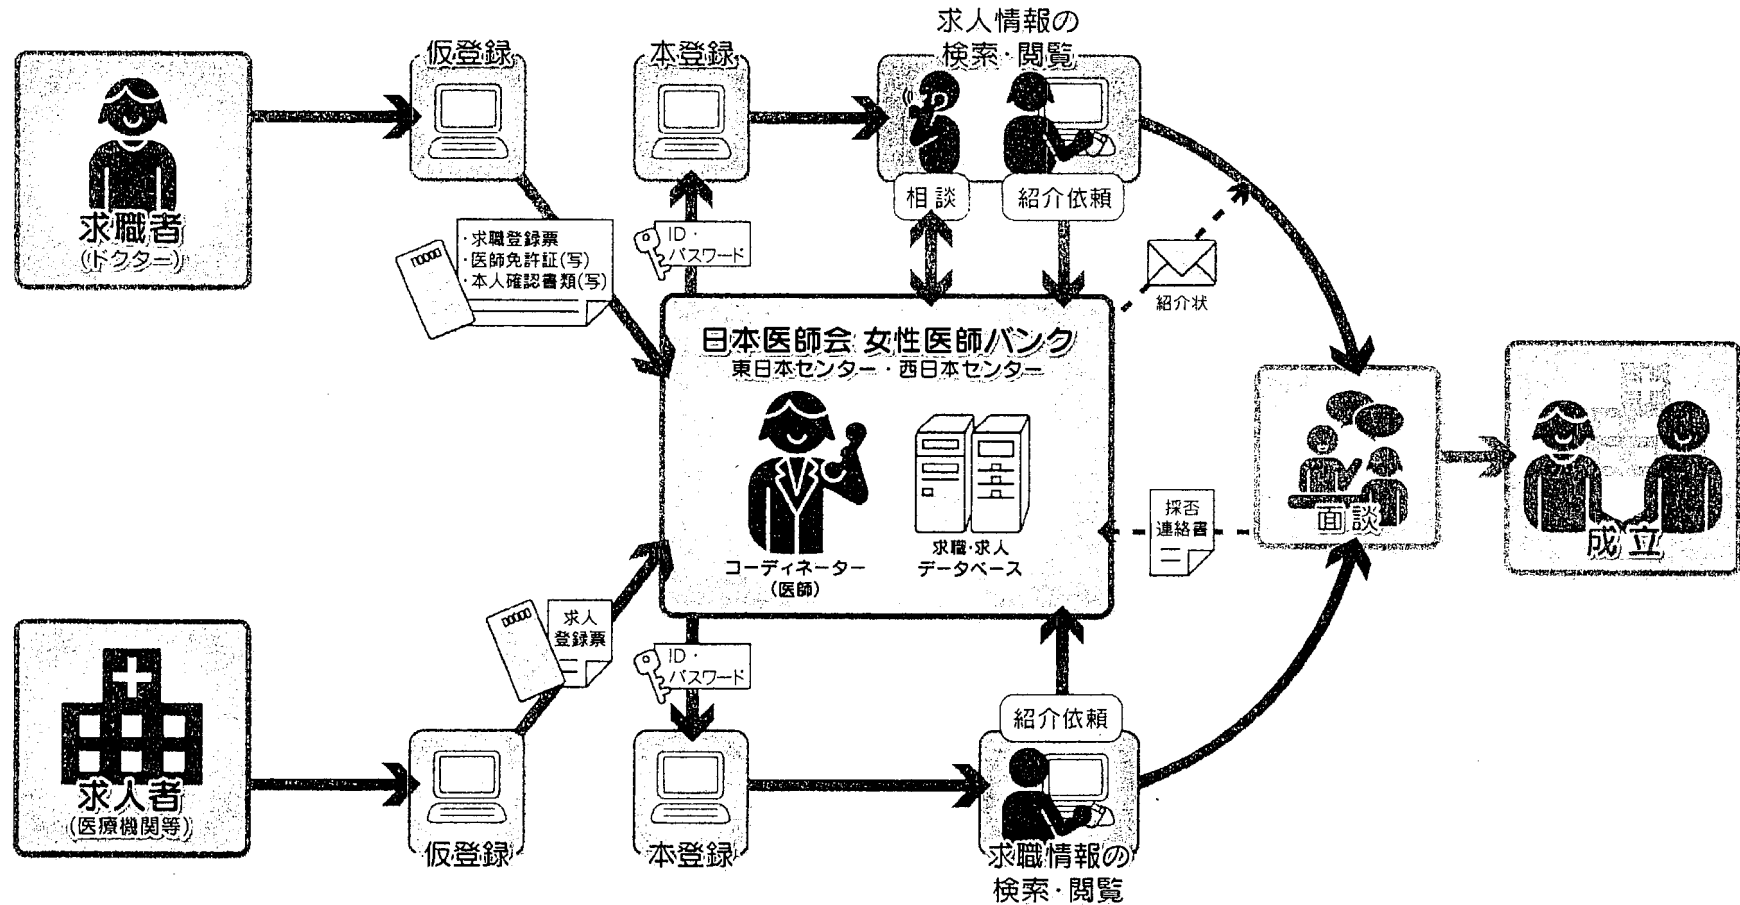 求職者
(ドクター)
仮登録
・求職登録票
・医師免許証(写)
・本人確認書類(写)
本登録
ID・
パスワード
求人情報の
検索・閲覧
相談
紹介依頼
紹介状
日本医師会 女性医師バンク
東日本センター・西日本センター
コーディネーター
(医師)
求職・求人
データベース
面談
採否
連絡書
成立
求人者
(医療機関等)
仮登録
求人
登録票
ID・
パスワード
本登録
紹介依頼
求職情報の
検索・閲覧